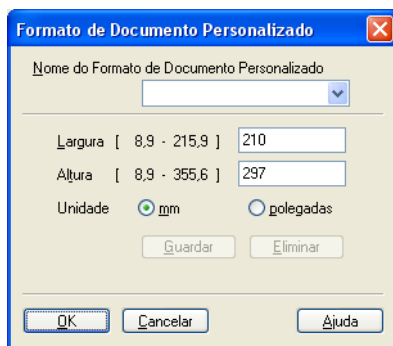 Formato de Documento Personalizado
Nome do Formato de Documento Personalizado
Largura [ 8,9 - 215,9 ] 210
Altura [ 8,9 - 355,6 ] 297
Unidade mm polegadas
Guardar Eliminar
OK Cancelar Ajuda